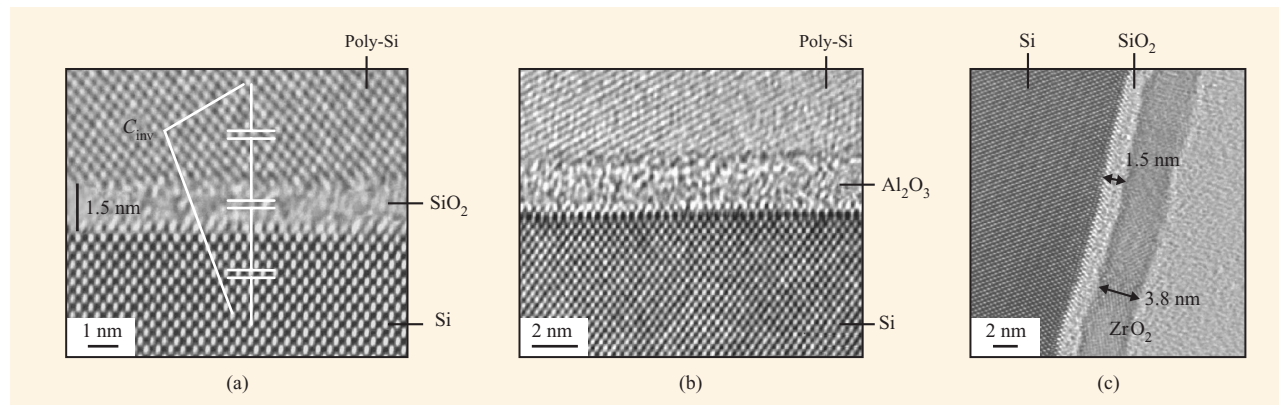 Poly-Si
C_inv
1.5 nm
SiO₂
Si
1 nm
(a)
Poly-Si
Al₂O₃
Si
2 nm
(b)
Si
SiO₂
1.5 nm
3.8 nm
ZrO₂
2 nm
(c)